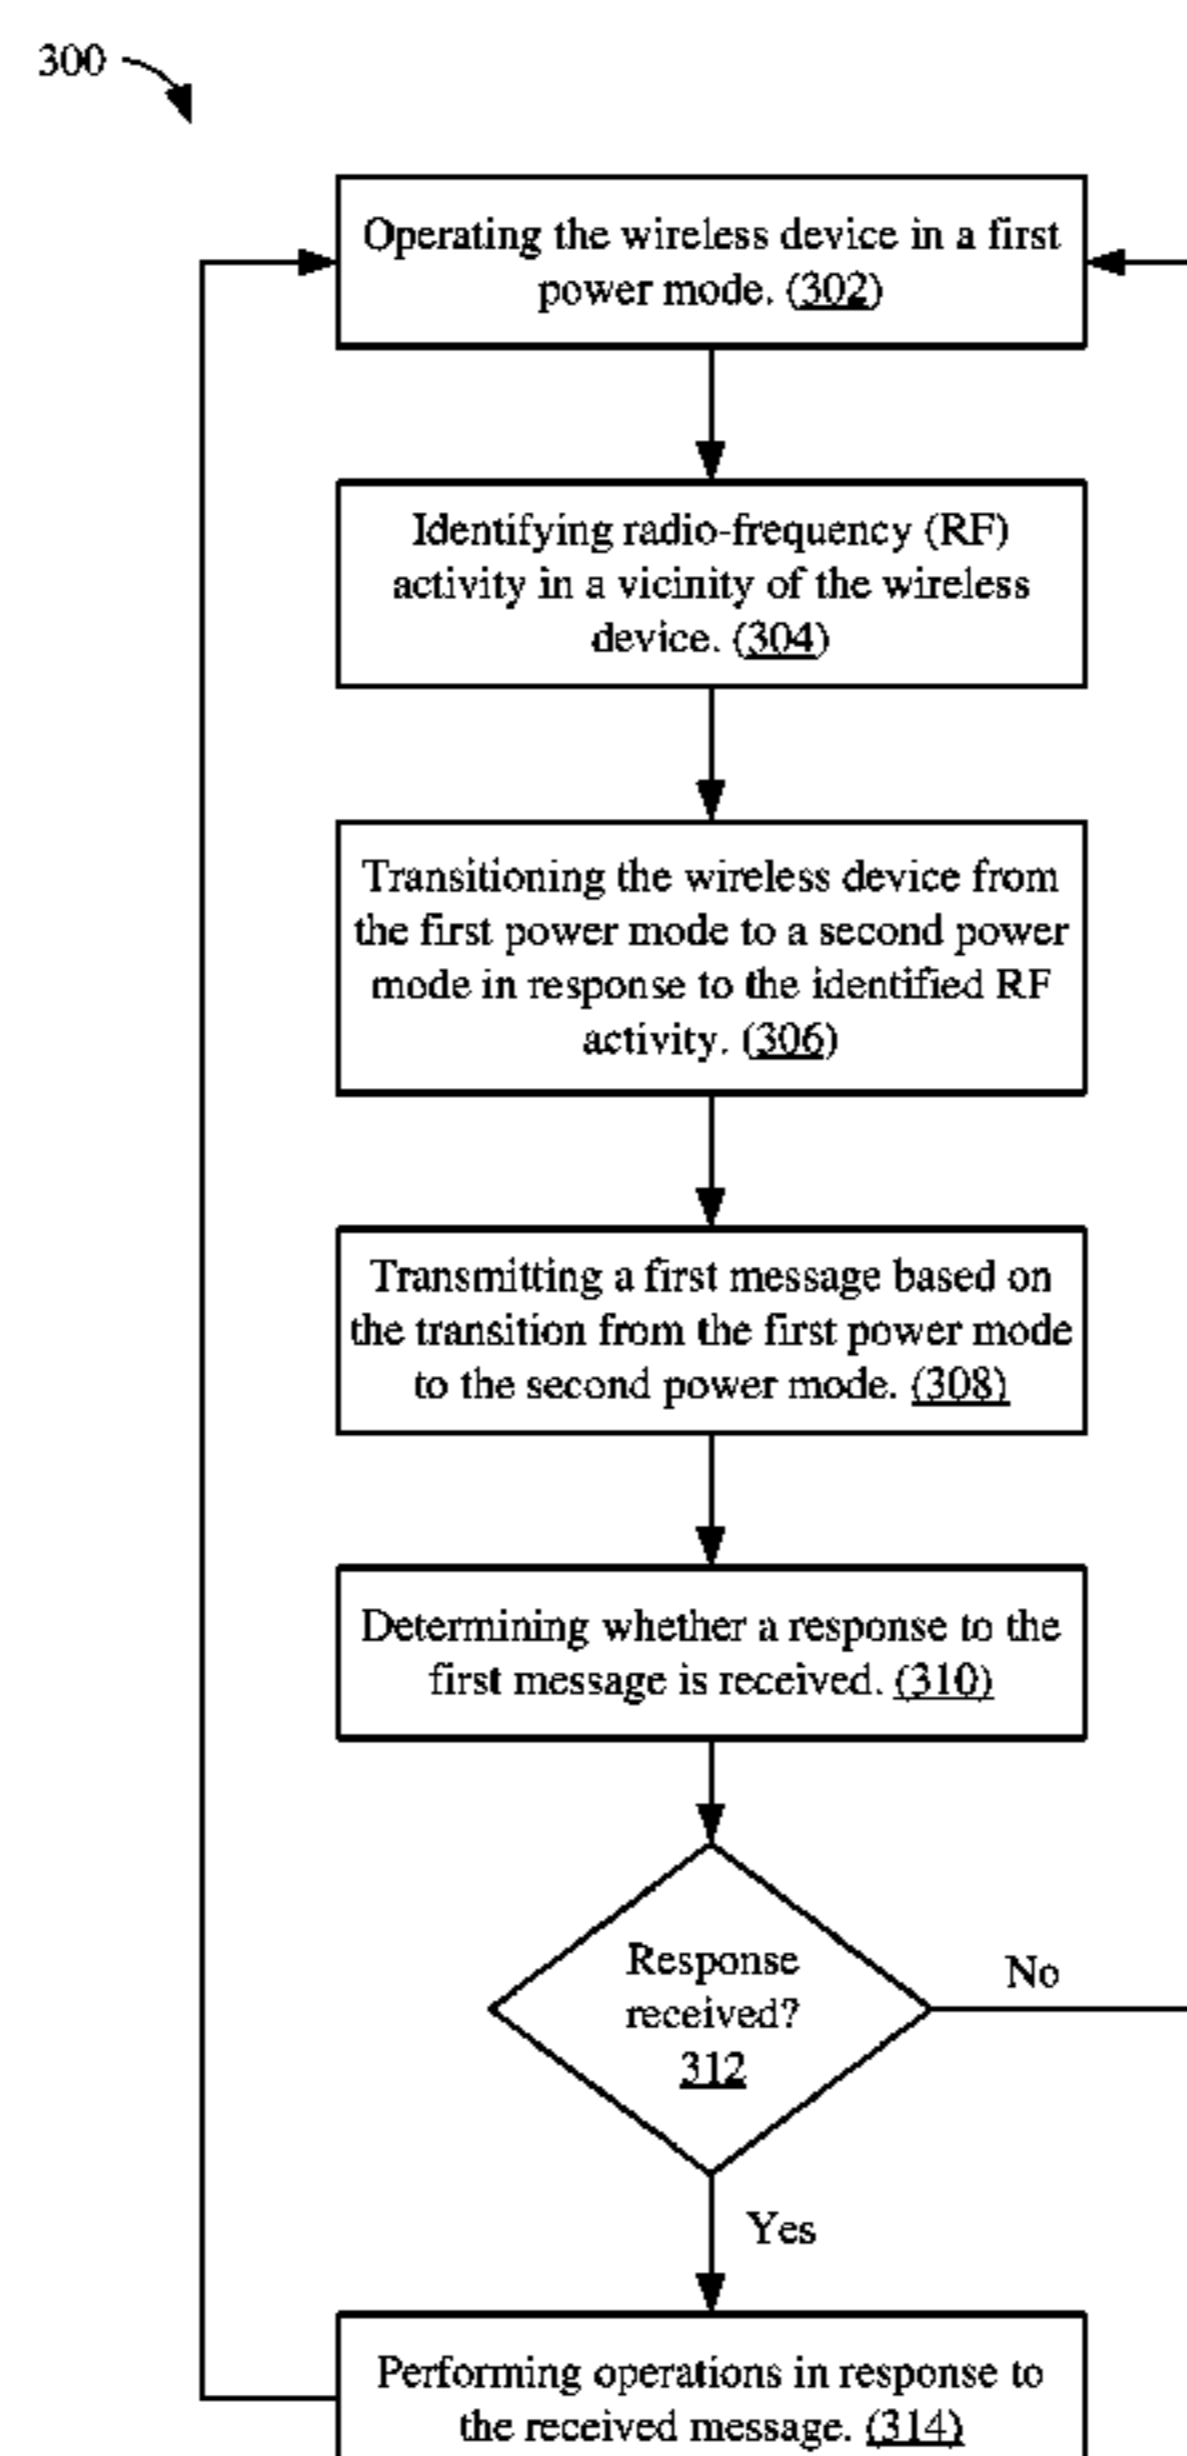 300
Operating the wireless device in a first
power mode. (302)
Identifying radio-frequency (RF)
activity in a vicinity of the wireless
device. (304)
Transitioning the wireless device from
the first power mode to a second power
mode in response to the identified RF
activity. (306)
Transmitting a first message based on
the transition from the first power mode
to the second power mode. (308)
Determining whether a response to the
first message is received. (310)
Response
received?
312
No
Yes
Performing operations in response to
the received message. (314)